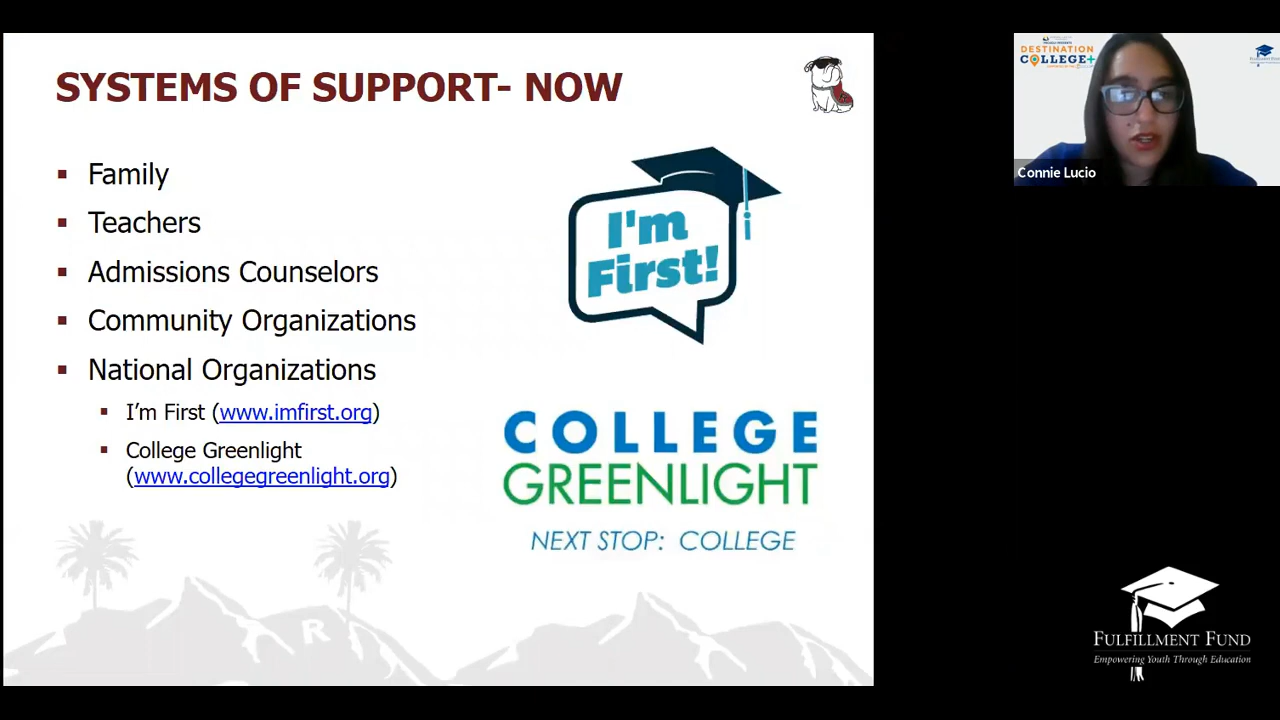 SYSTEMS OF SUPPORT- NOW
▪ Family
▪ Teachers
▪ Admissions Counselors
▪ Community Organizations
▪ National Organizations
▪ I’m First (www.imfirst.org)
▪ College Greenlight
(www.collegegreenlight.org)
I'm
First!
COLLEGE
GREENLIGHT
NEXT STOP: COLLEGE
R
DESTINATION
COLLEGE+
Connie Lucio
FULFILLMENT FUND
Empowering Youth Through Education